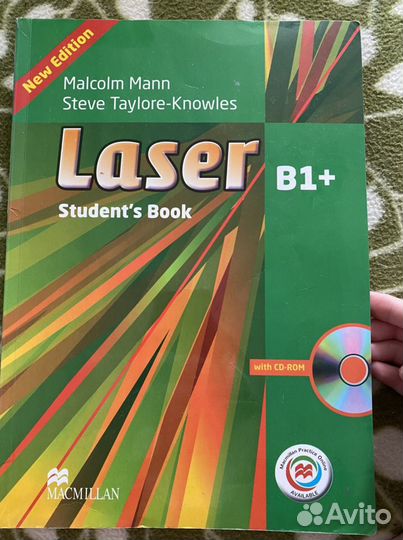 New Edition
Malcolm Mann
Steve Taylore-Knowles
Laser
B1+
Student's Book
with CD-ROM
Macmillan Practice Online
AVAILABLE
MACMILLAN
Avito